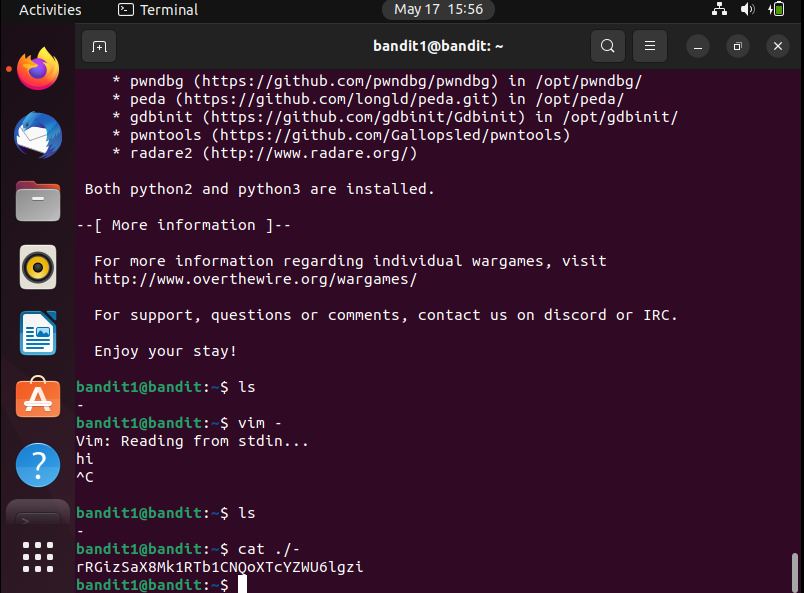 Activities Terminal May 17 15:56
bandit1@bandit: ~
* pwndbg (https://github.com/pwndbg/pwndbg) in /opt/pwndbg/
* peda (https://github.com/longld/peda.git) in /opt/peda/
* gdbinit (https://github.com/gdbinit/Gdbinit) in /opt/gdbinit/
* pwntools (https://github.com/Gallopsled/pwntools)
* radare2 (http://www.radare.org/)
Both python2 and python3 are installed.
--[ More information ]--
For more information regarding individual wargames, visit
http://www.overthewire.org/wargames/
For support, questions or comments, contact us on discord or IRC.
Enjoy your stay!
bandit1@bandit:~$ ls
-
bandit1@bandit:~$ vim -
Vim: Reading from stdin...
hi
^C
bandit1@bandit:~$ ls
-
bandit1@bandit:~$ cat ./-
rRGizSaX8Mk1RTb1CNQoXTcYZWU6lgzi
bandit1@bandit:~$